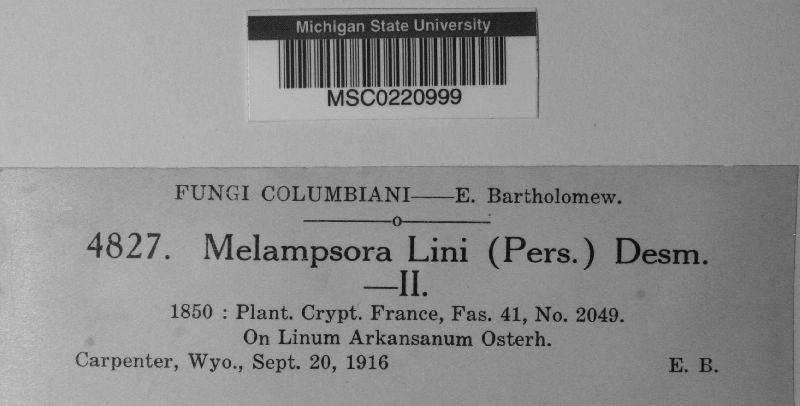 Michigan State University
MSC0220999
FUNGI COLUMBIANI——E. Bartholomew.
o
4827. Melampsora Lini (Pers.) Desm.
—II.
1850 : Plant. Crypt. France, Fas. 41, No. 2049.
On Linum Arkansanum Osterh.
Carpenter, Wyo., Sept. 20, 1916 E. B.